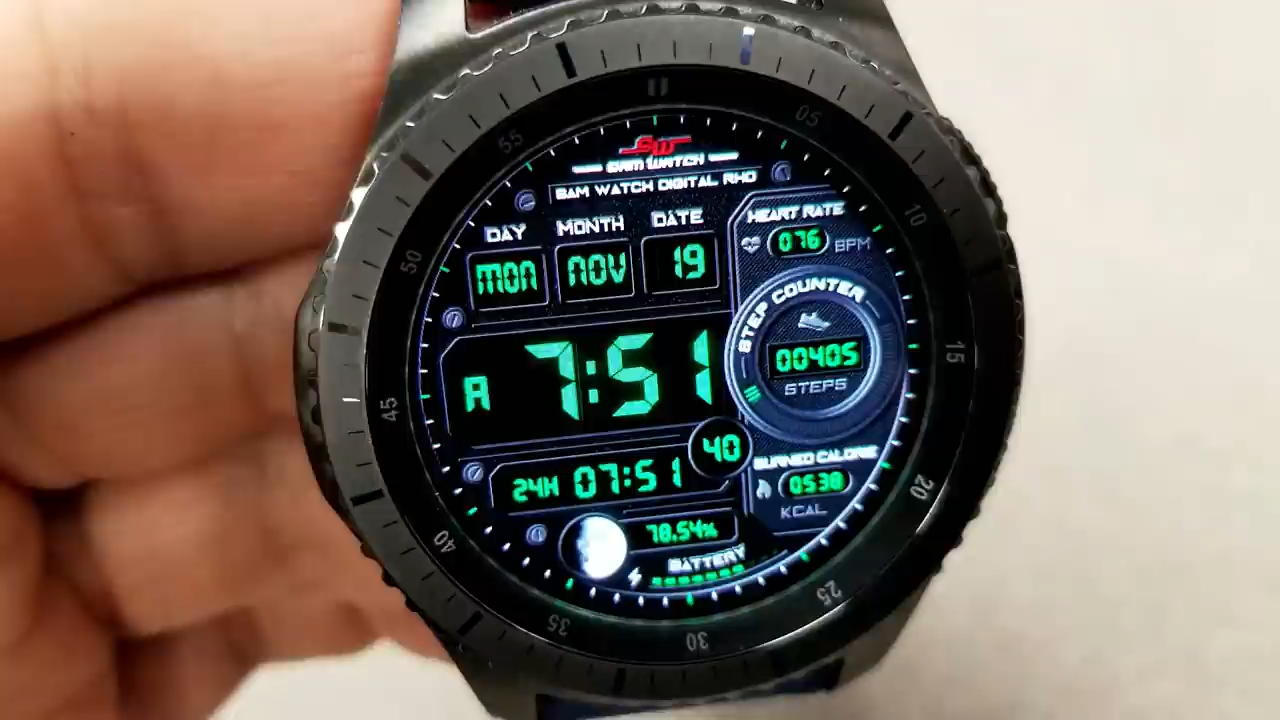 SW
SAM WATCH
SAM WATCH DIGITAL RHO
DAY MONTH DATE
MON NOV 19
HEART RATE
076 BPM
STEP COUNTER
00405
STEPS
A 7:51
40
24H 07:51
BURNED CALORIE
0538
KCAL
78.54%
BATTERY
05
10
15
20
25
30
35
40
45
50
55